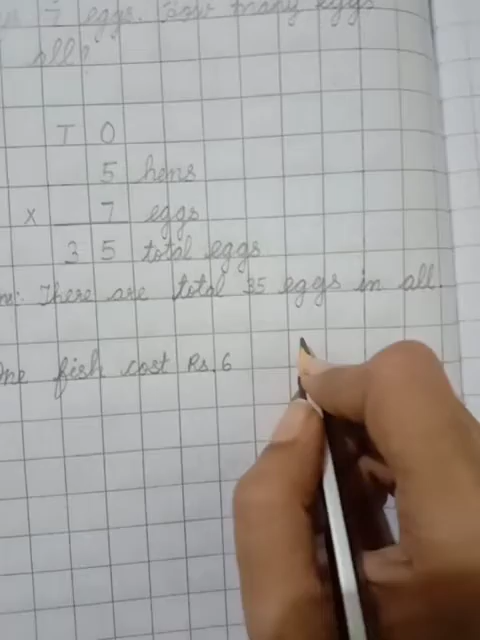 7 eggs. How many eggs
all?
T O
5 hens
x 7 eggs
3 5 total eggs
There are total 35 eggs in all.
One fish cost Rs. 6